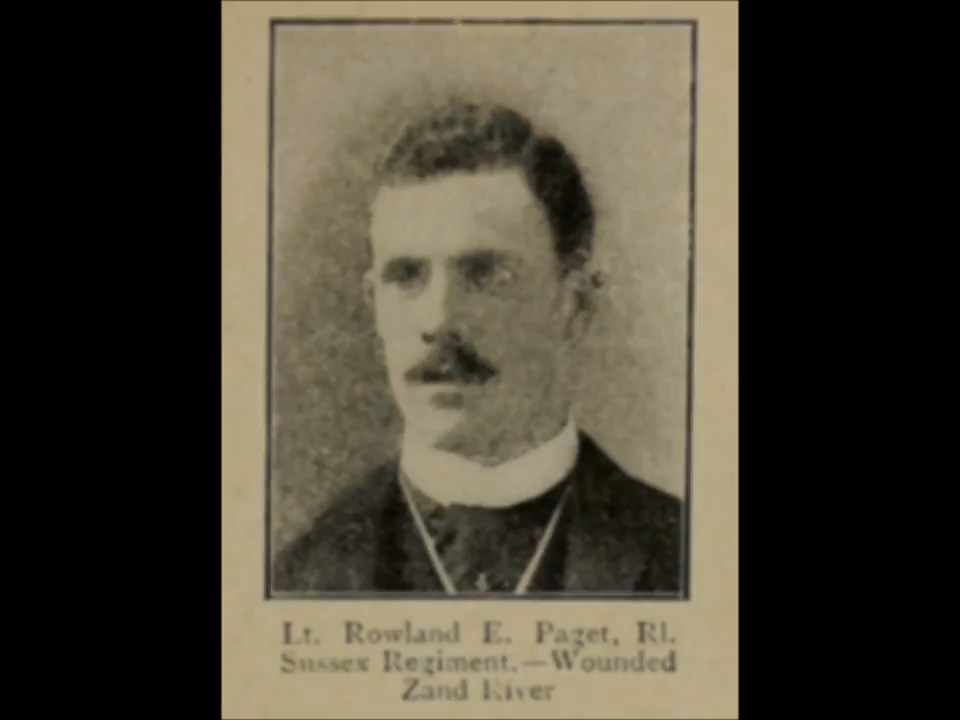 Lt. Rowland E. Paget, Rl.
Sussex Regiment.—Wounded
Zand River